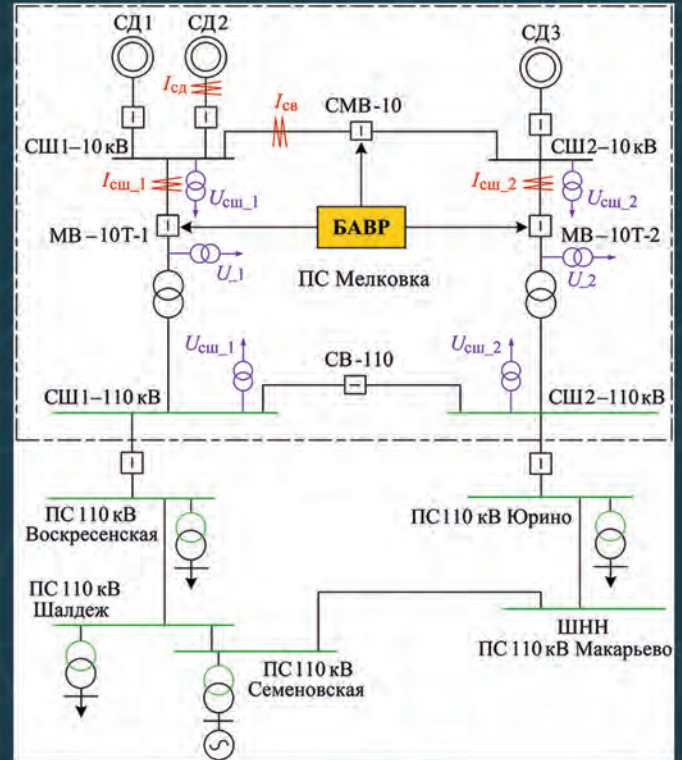 СД1
СД2
СД3
Iсд
Iсв
СМВ-10
СШ1–10 кВ
СШ2–10 кВ
Iсш_1
Uсш_1
Iсш_2
Uсш_2
БАВР
МВ–10Т-1
МВ–10Т-2
U_1
ПС Мелковка
U_2
Uсш_1
Uсш_2
СВ-110
СШ1–110 кВ
СШ2–110 кВ
ПС 110 кВ
Воскресенская
ПС 110 кВ Юрино
ПС 110 кВ
Шалдеж
ШНН
ПС 110 кВ Макарьево
ПС 110 кВ
Семеновская